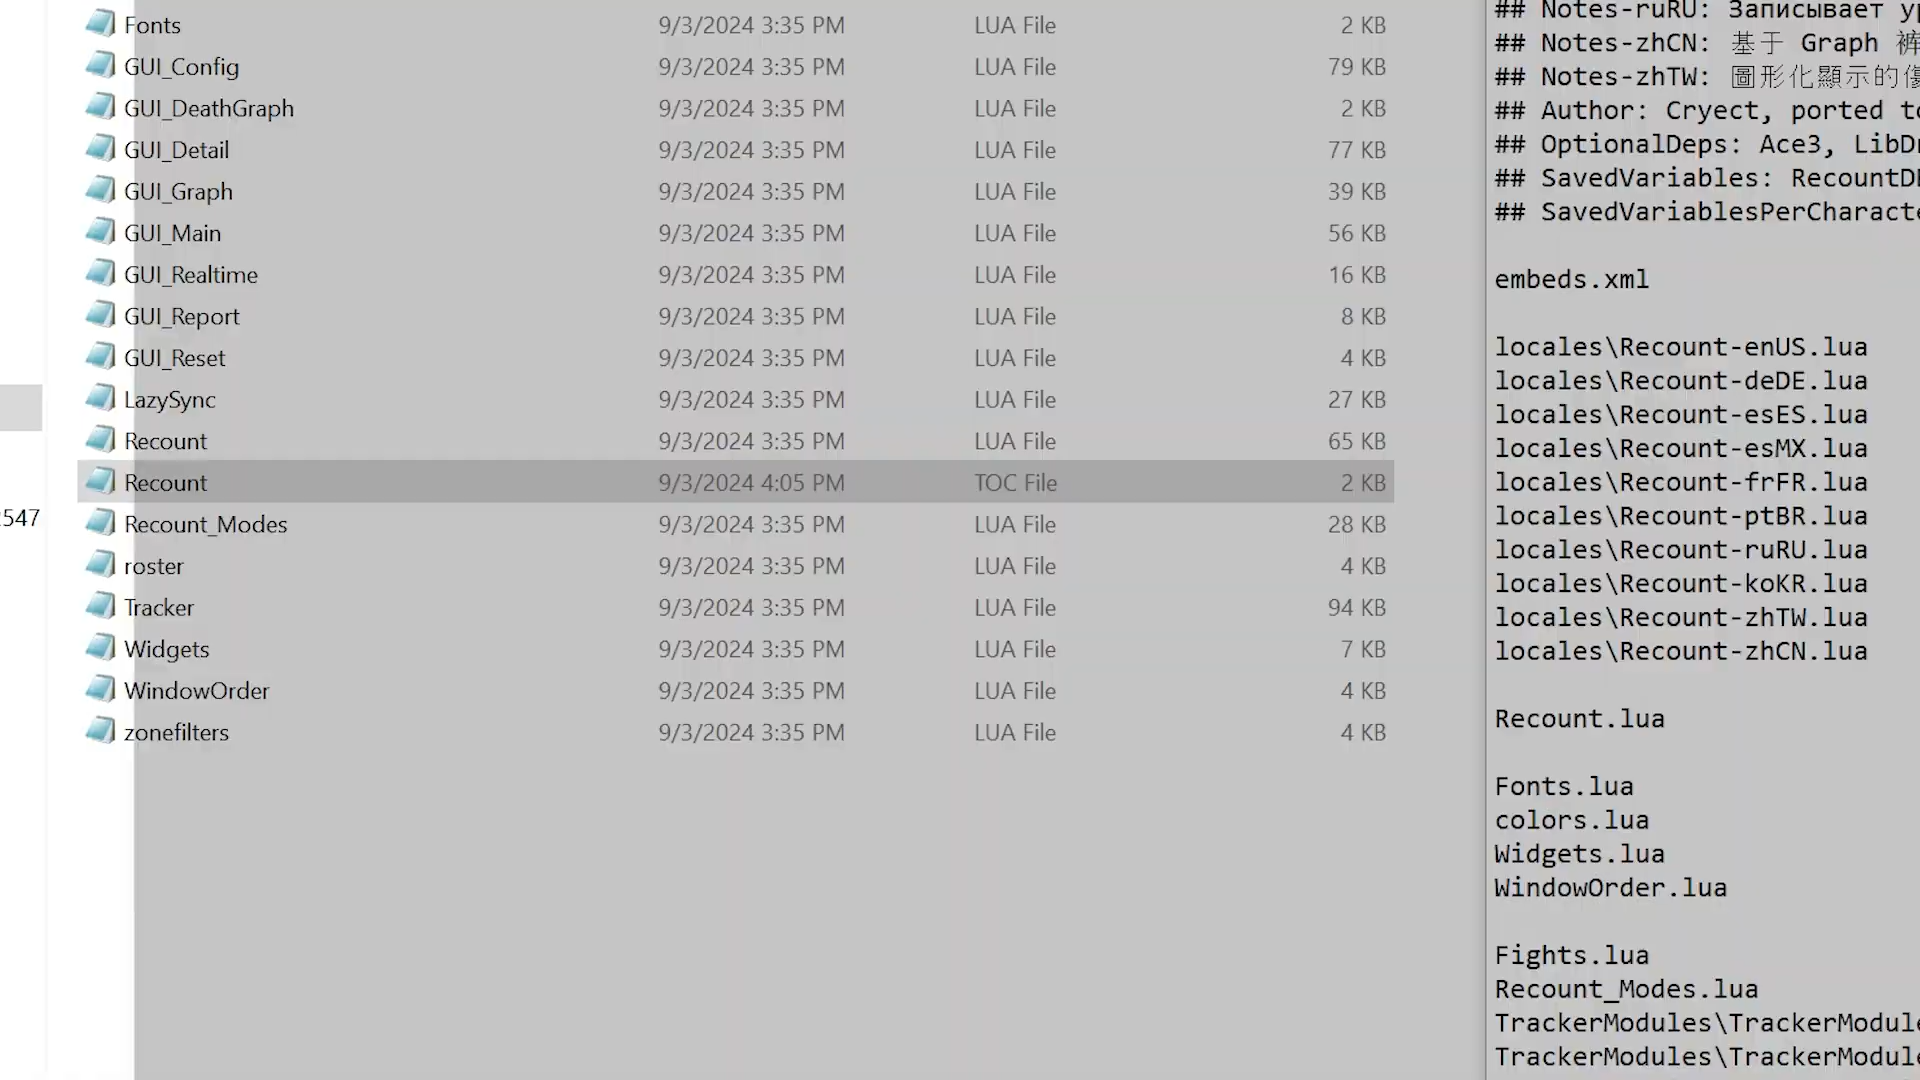 Fonts 9/3/2024 3:35 PM LUA File 2 KB
GUI_Config 9/3/2024 3:35 PM LUA File 79 KB
GUI_DeathGraph 9/3/2024 3:35 PM LUA File 2 KB
GUI_Detail 9/3/2024 3:35 PM LUA File 77 KB
GUI_Graph 9/3/2024 3:35 PM LUA File 39 KB
GUI_Main 9/3/2024 3:35 PM LUA File 56 KB
GUI_Realtime 9/3/2024 3:35 PM LUA File 16 KB
GUI_Report 9/3/2024 3:35 PM LUA File 8 KB
GUI_Reset 9/3/2024 3:35 PM LUA File 4 KB
LazySync 9/3/2024 3:35 PM LUA File 27 KB
Recount 9/3/2024 3:35 PM LUA File 65 KB
Recount 9/3/2024 4:05 PM TOC File 2 KB
Recount_Modes 9/3/2024 3:35 PM LUA File 28 KB
roster 9/3/2024 3:35 PM LUA File 4 KB
Tracker 9/3/2024 3:35 PM LUA File 94 KB
Widgets 9/3/2024 3:35 PM LUA File 7 KB
WindowOrder 9/3/2024 3:35 PM LUA File 4 KB
zonefilters 9/3/2024 3:35 PM LUA File 4 KB
547
## Notes-ruRU: Записывает
## Notes-zhCN: 基于 Graph
## Notes-zhTW: 圖形化顯示的
## Author: Cryect, ported
## OptionalDeps: Ace3,
## SavedVariables:
## SavedVariablesPerCharacte
embeds.xml
locales\Recount-enUS.lua
locales\Recount-deDE.lua
locales\Recount-esES.lua
locales\Recount-esMX.lua
locales\Recount-frFR.lua
locales\Recount-ptBR.lua
locales\Recount-ruRU.lua
locales\Recount-koKR.lua
locales\Recount-zhTW.lua
locales\Recount-zhCN.lua
Recount.lua
Fonts.lua
colors.lua
Widgets.lua
WindowOrder.lua
Fights.lua
Recount_Modes.lua
TrackerModules\TrackerModule
TrackerModules\TrackerModule